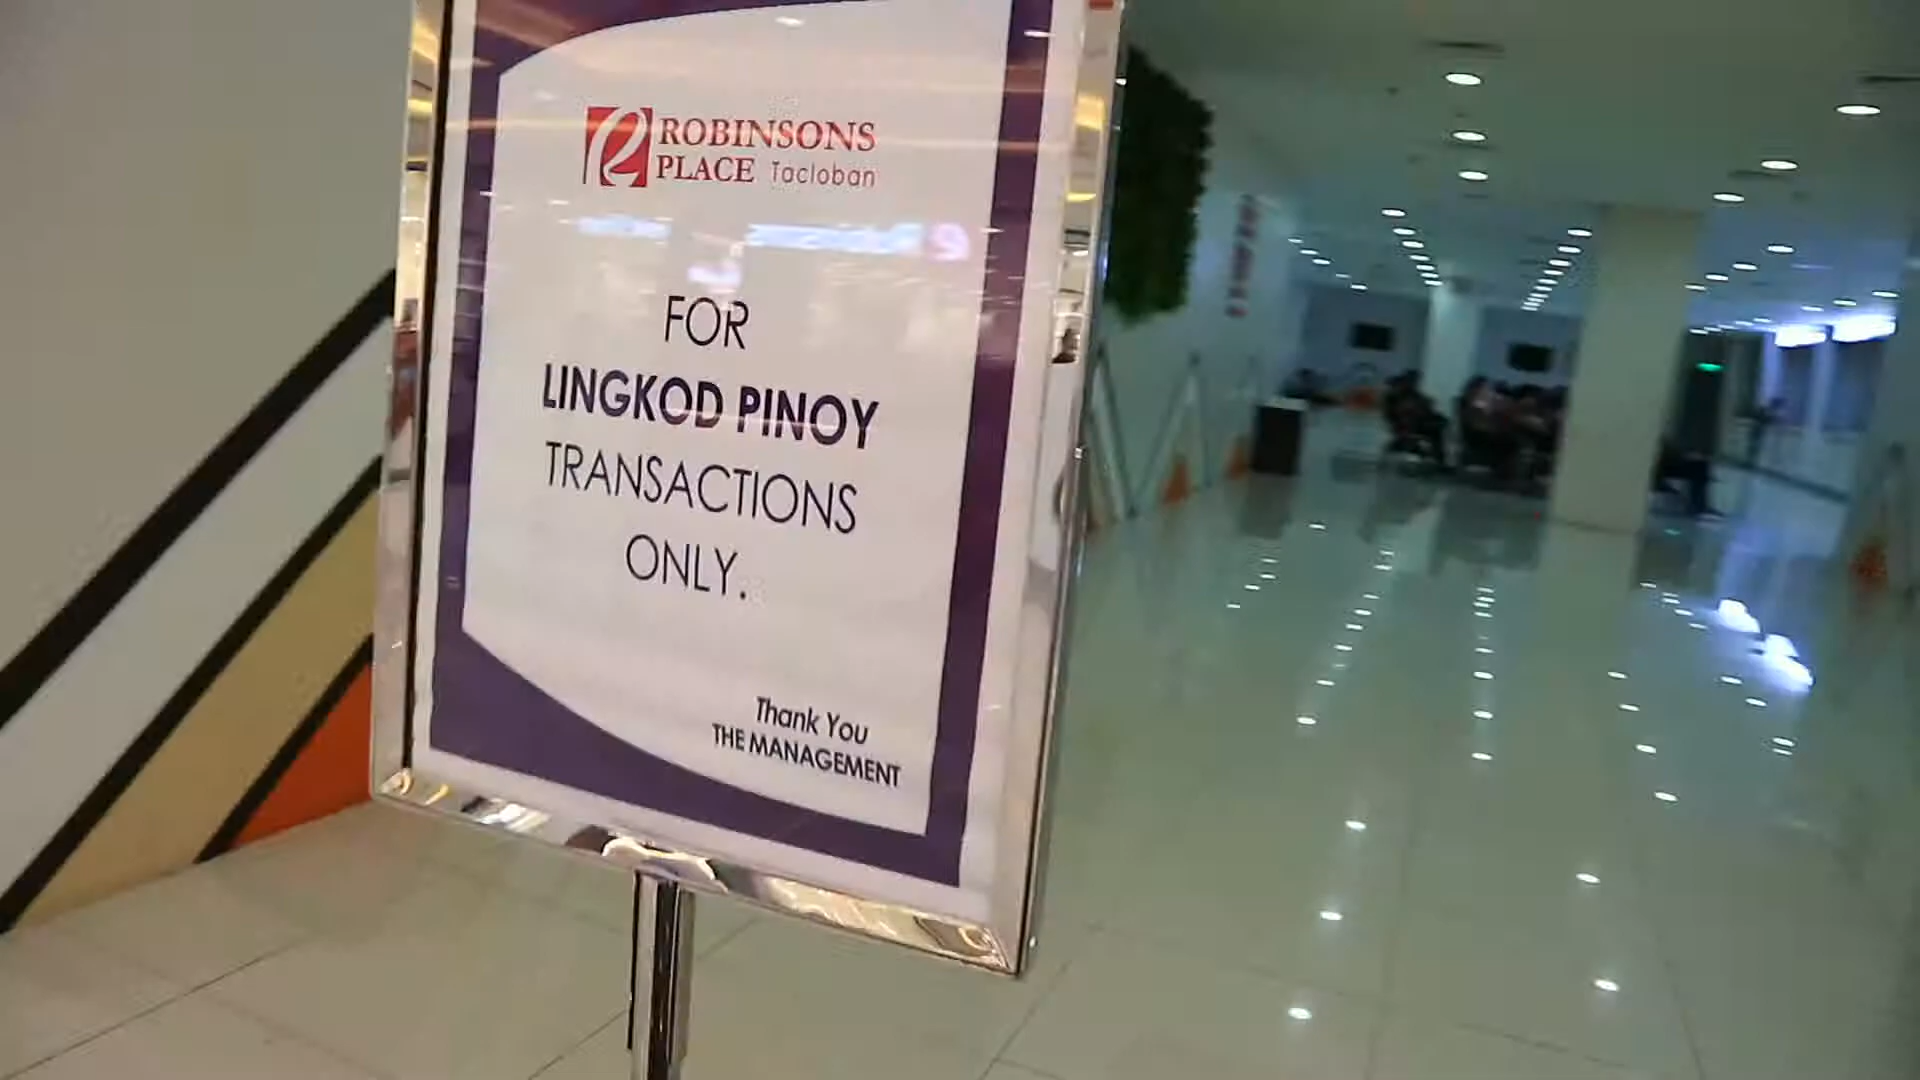 ROBINSONS
PLACE Tacloban
FOR
LINGKOD PINOY
TRANSACTIONS
ONLY.
Thank You
THE MANAGEMENT